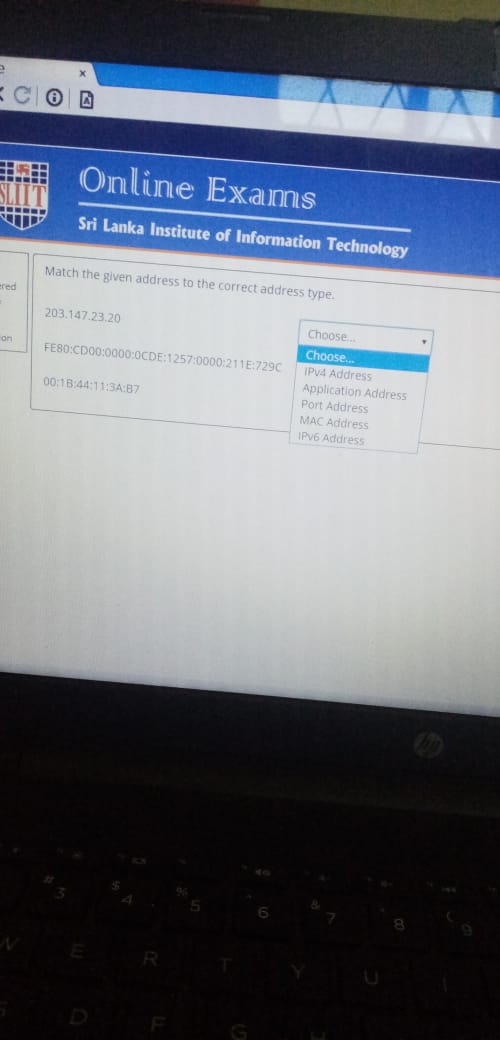 SLIIT
Online Exams
Sri Lanka Institute of Information Technology
Match the given address to the correct address type.
203.147.23.20
FE80:CD00:0000:0CDE:1257:0000:211E:729C
00:1B:44:11:3A:B7
Choose...
Choose...
IPv4 Address
Application Address
Port Address
MAC Address
IPv6 Address
hp
# 3 $ 4 % 5 6 & 7 8 ( 9
W E R T Y U I
D F G H